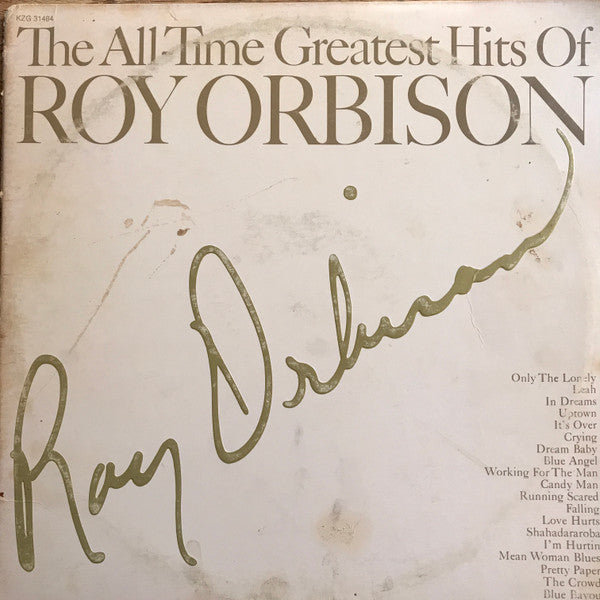 KZG 31484
The All-Time Greatest Hits Of
ROY ORBISON
Roy Orbison
Only The Lonely
Leah
In Dreams
Uptown
It's Over
Crying
Dream Baby
Blue Angel
Working For The Man
Candy Man
Running Scared
Falling
Love Hurts
Shahadararoba
I'm Hurtin
Mean Woman Blues
Pretty Paper
The Crowd
Blue Bayou